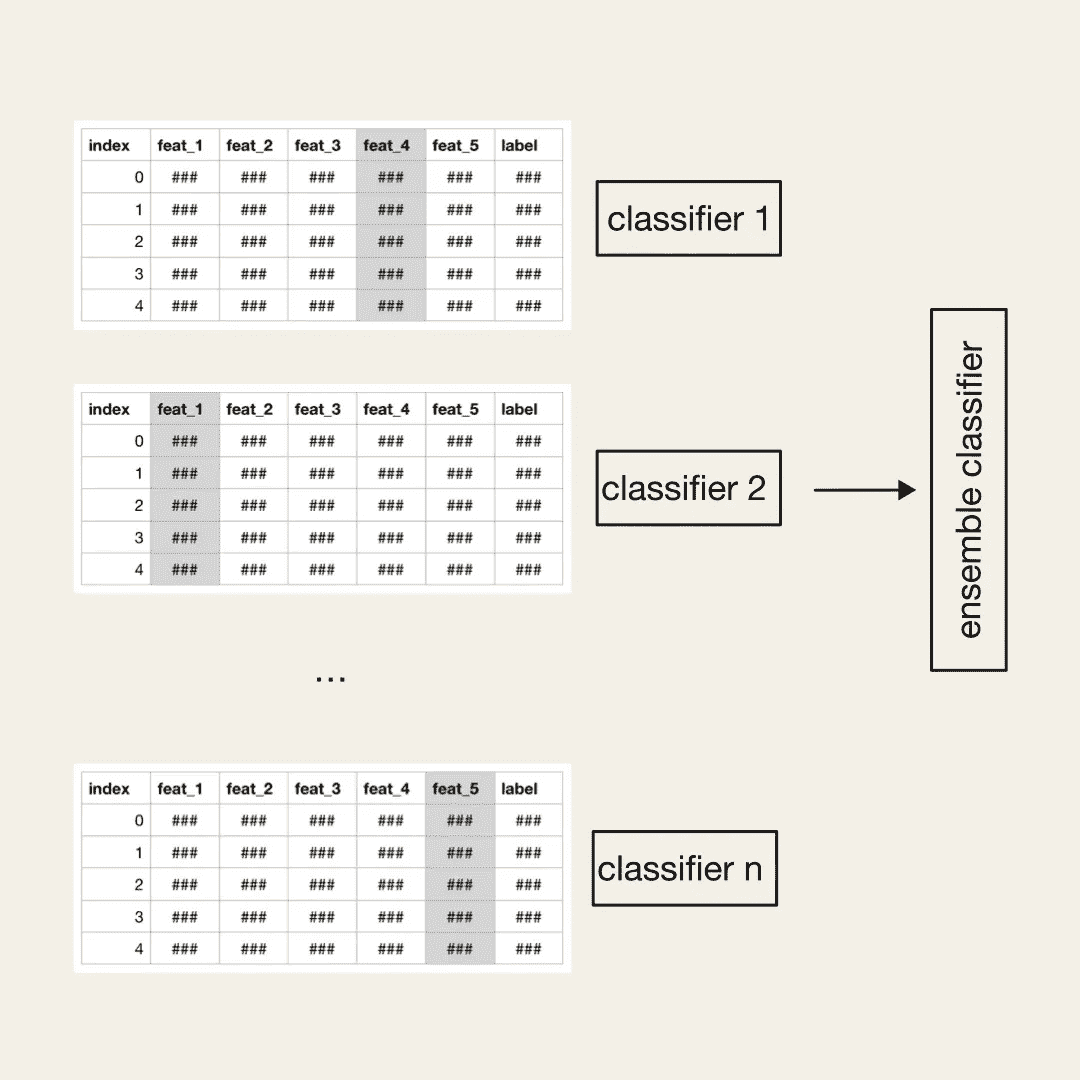 index feat_1 feat_2 feat_3 feat_4 feat_5 label
0 ### ### ### ### ### ###
1 ### ### ### ### ### ###
2 ### ### ### ### ### ###
3 ### ### ### ### ### ###
4 ### ### ### ### ### ###
classifier 1
index feat_1 feat_2 feat_3 feat_4 feat_5 label
0 ### ### ### ### ### ###
1 ### ### ### ### ### ###
2 ### ### ### ### ### ###
3 ### ### ### ### ### ###
4 ### ### ### ### ### ###
classifier 2
ensemble classifier
...
index feat_1 feat_2 feat_3 feat_4 feat_5 label
0 ### ### ### ### ### ###
1 ### ### ### ### ### ###
2 ### ### ### ### ### ###
3 ### ### ### ### ### ###
4 ### ### ### ### ### ###
classifier n